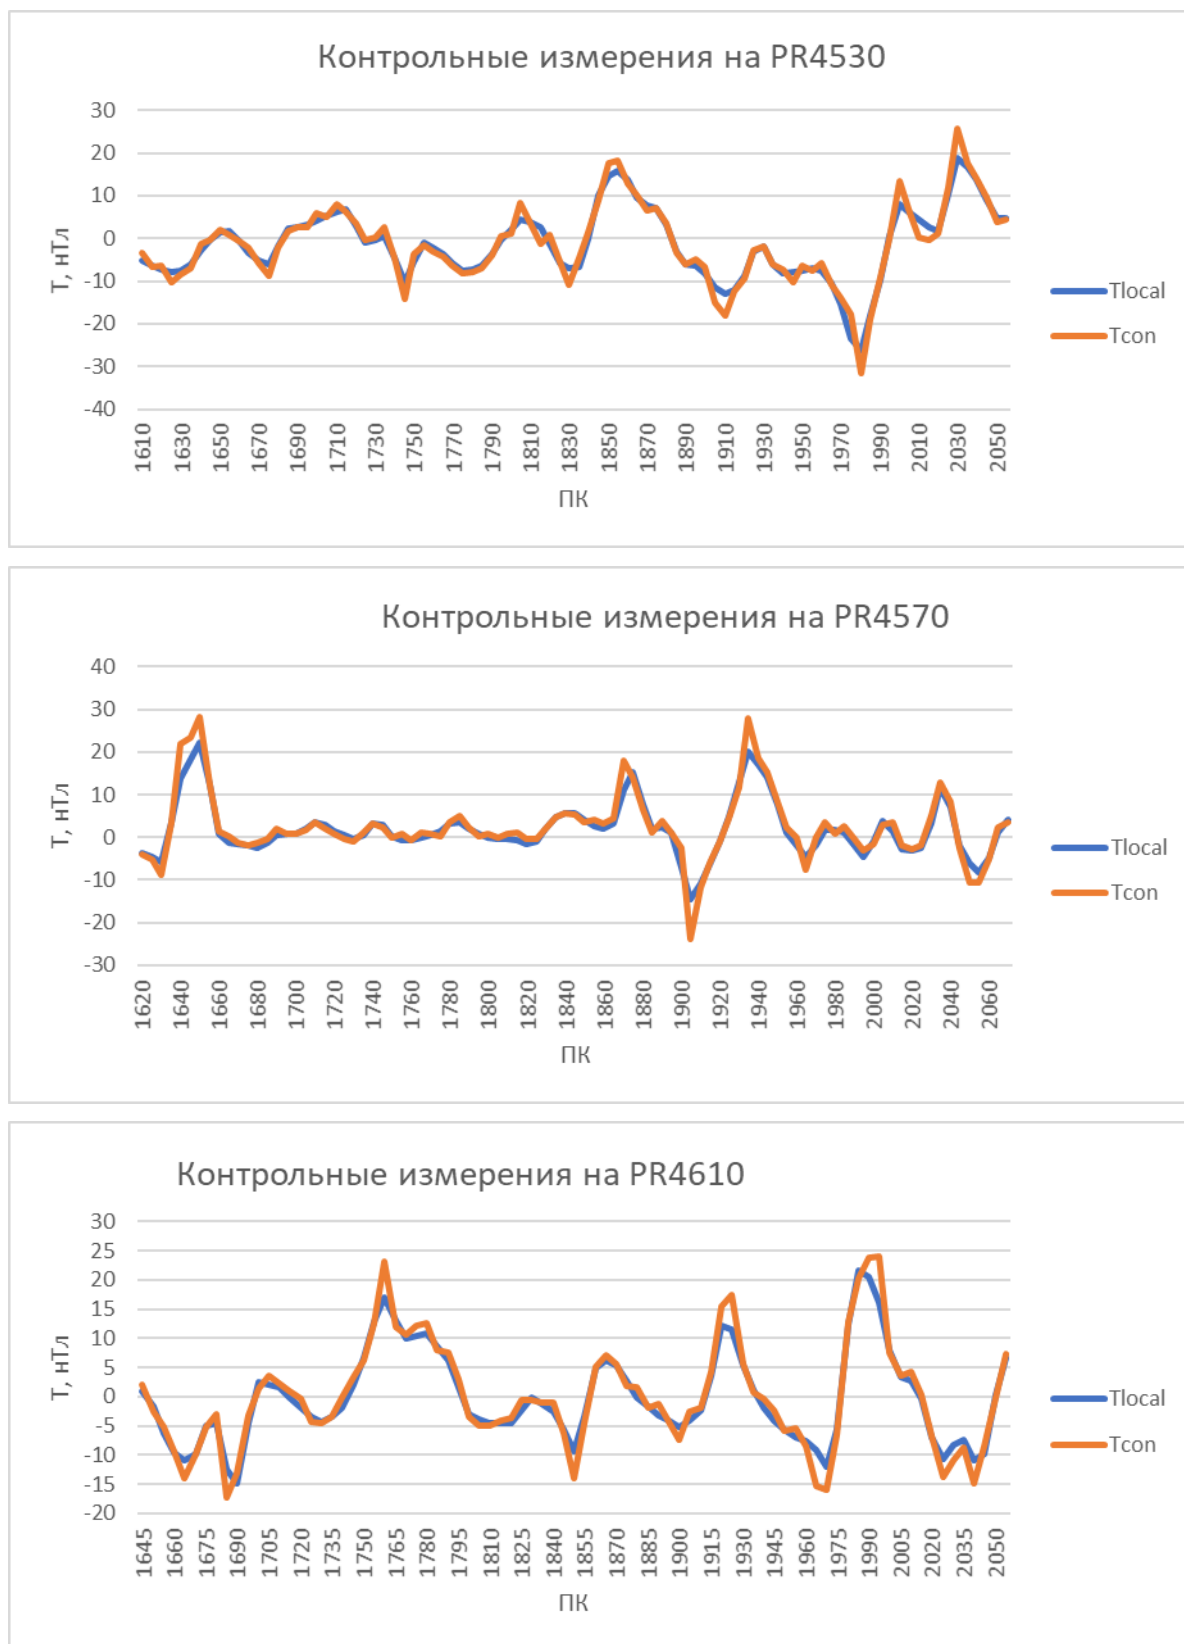 Контрольные измерения на PR4530
Т, нТл
30
20
10
0
-10
-20
-30
-40
1610 1630 1650 1670 1690 1710 1730 1750 1770 1790 1810 1830 1850 1870 1890 1910 1930 1950 1970 1990 2010 2030 2050
ПК
Tlocal
Tcon
Контрольные измерения на PR4570
Т, нТл
40
30
20
10
0
-10
-20
-30
1620 1640 1660 1680 1700 1720 1740 1760 1780 1800 1820 1840 1860 1880 1900 1920 1940 1960 1980 2000 2020 2040 2060
ПК
Tlocal
Tcon
Контрольные измерения на PR4610
Т, нТл
30
25
20
15
10
5
0
-5
-10
-15
-20
1645 1660 1675 1690 1705 1720 1735 1750 1765 1780 1795 1810 1825 1840 1855 1870 1885 1900 1915 1930 1945 1960 1975 1990 2005 2020 2035 2050
ПК
Tlocal
Tcon